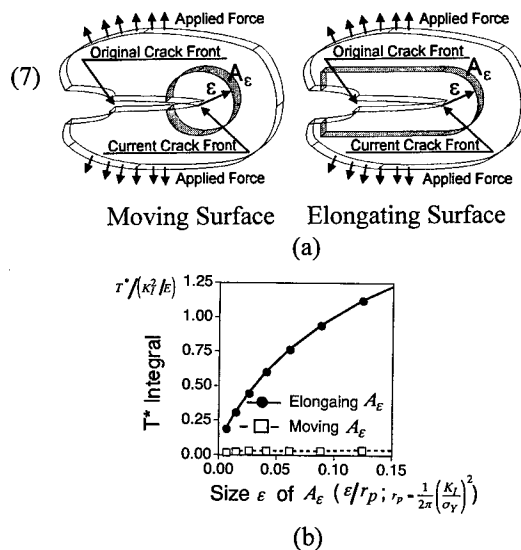 Applied Force
Applied Force
Original Crack Front
Original Crack Front
(7)
Aε
Aε
ε
ε
Current Crack Front
Current Crack Front
Applied Force
Applied Force
Moving Surface
Elongating Surface
(a)
T*/(K_I^2/E)
1.25
1.00
0.75
0.50
0.25
0.00
T* Integral
Elongaing Aε
Moving Aε
0.00 0.05 0.10 0.15
Size ε of Aε (ε/r_p ; r_p = 1/2π (K_I/σ_Y)^2)
(b)